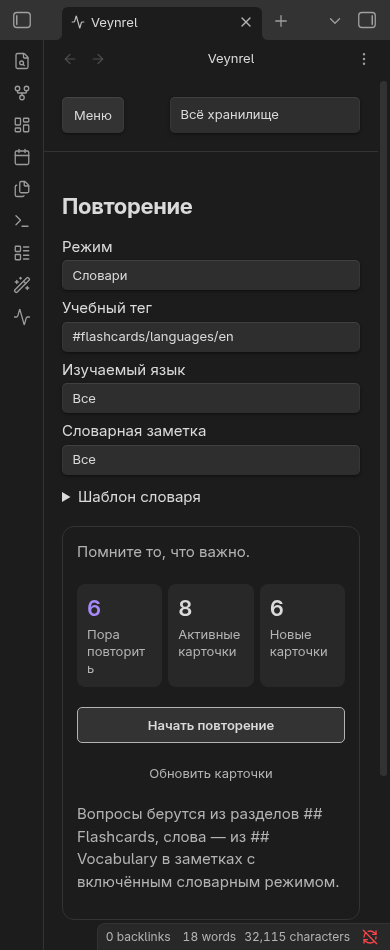 Veynrel
Veynrel
Меню
Всё хранилище
Повторение
Режим
Словари
Учебный тег
#flashcards/languages/en
Изучаемый язык
Все
Словарная заметка
Все
Шаблон словаря
Помните то, что важно.
6
Пора
повторит
ь
8
Активные
карточки
6
Новые
карточки
Начать повторение
Обновить карточки
Вопросы берутся из разделов ##
Flashcards, слова — из ##
Vocabulary в заметках с
включённым словарным режимом.
0 backlinks 18 words 32,115 characters